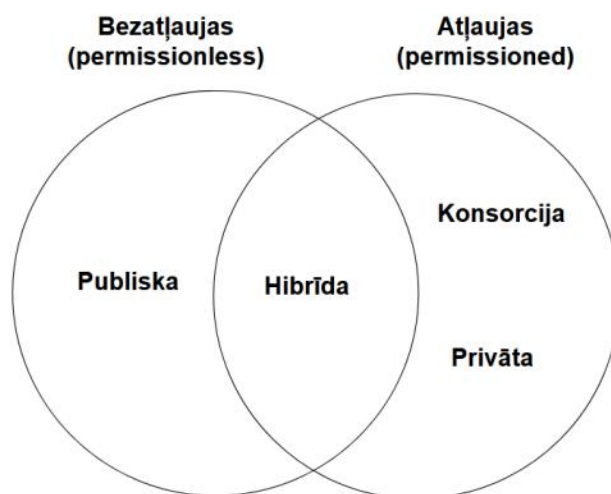 Bezatļaujas
(permissionless)
Atļaujas
(permissioned)
Konsorcija
Publiska
Hibrīda
Privāta